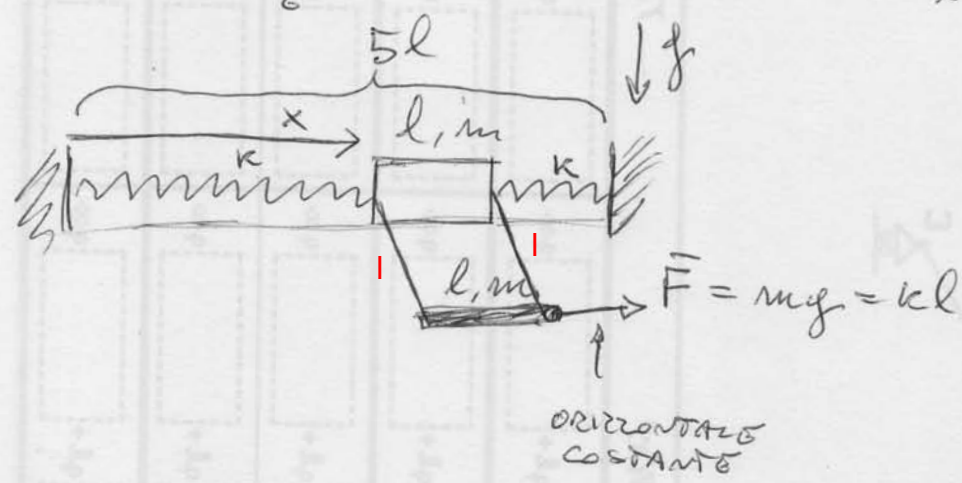 5l
g
x
l, m
k
k
l
l
l, m
F = mg = kl
ORIZZONTALE
COSTANTE